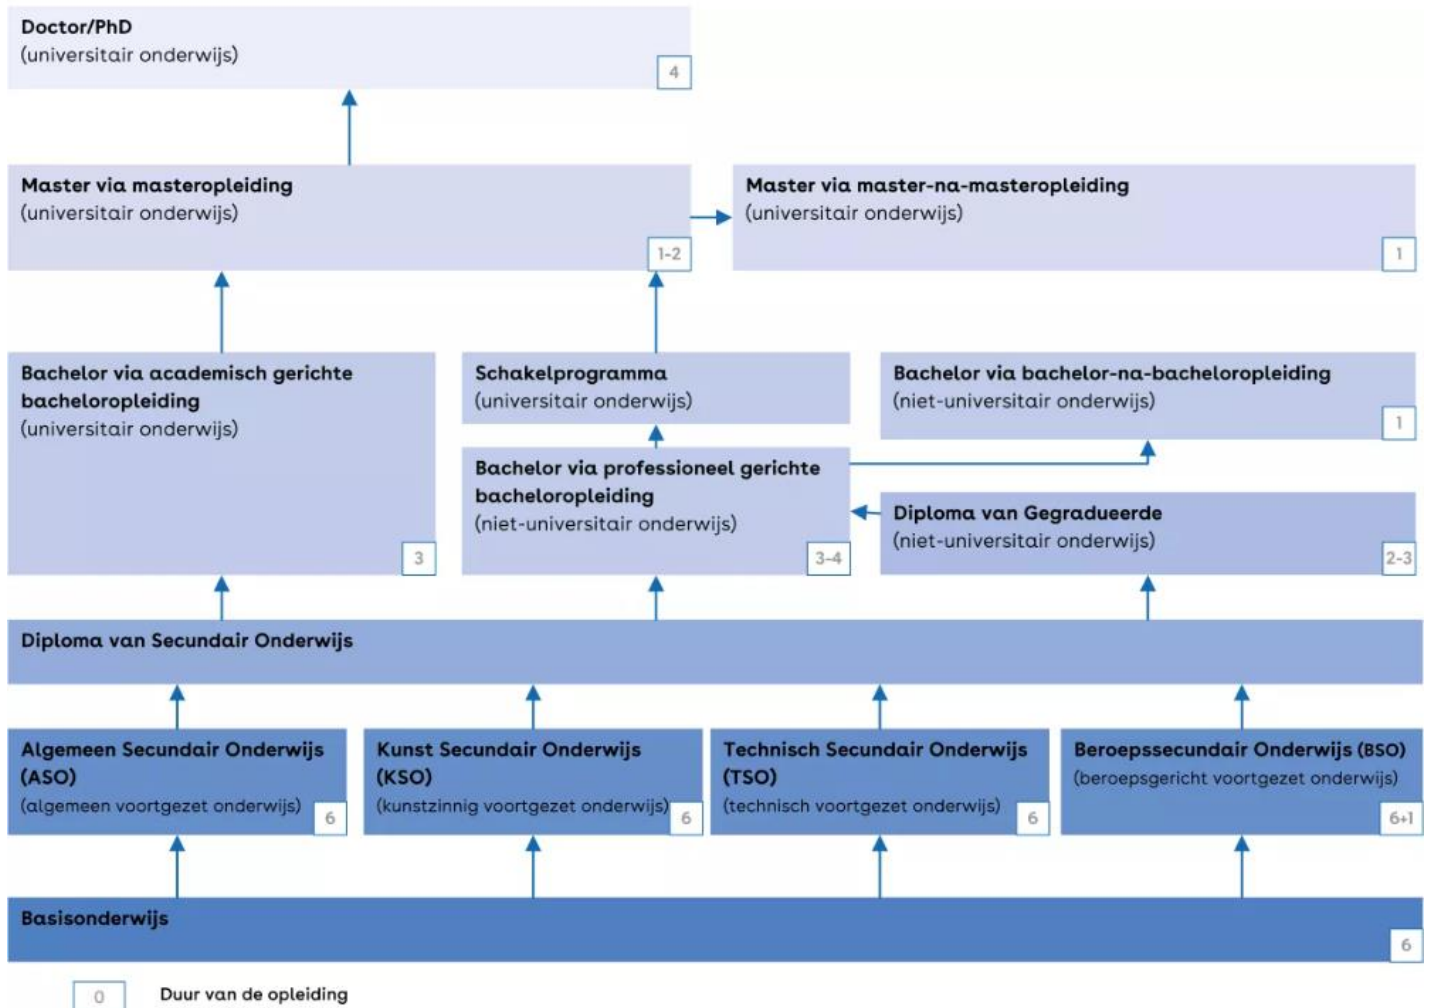 Doctor/PhD
(universitair onderwijs)
4
Master via masteropleiding
(universitair onderwijs)
1-2
Master via master-na-masteropleiding
(universitair onderwijs)
1
Bachelor via academisch gerichte
bacheloropleiding
(universitair onderwijs)
3
Schakelprogramma
(universitair onderwijs)
Bachelor via professioneel gerichte
bacheloropleiding
(niet-universitair onderwijs)
3-4
Bachelor via bachelor-na-bacheloropleiding
(niet-universitair onderwijs)
1
Diploma van Gegradueerde
(niet-universitair onderwijs)
2-3
Diploma van Secundair Onderwijs
Algemeen Secundair Onderwijs
(ASO)
(algemeen voortgezet onderwijs)
6
Kunst Secundair Onderwijs
(KSO)
(kunstzinnig voortgezet onderwijs)
6
Technisch Secundair Onderwijs
(TSO)
(technisch voortgezet onderwijs)
6
Beroepssecundair Onderwijs (BSO)
(beroepsgericht voortgezet onderwijs)
6+1
Basisonderwijs
6
0 Duur van de opleiding